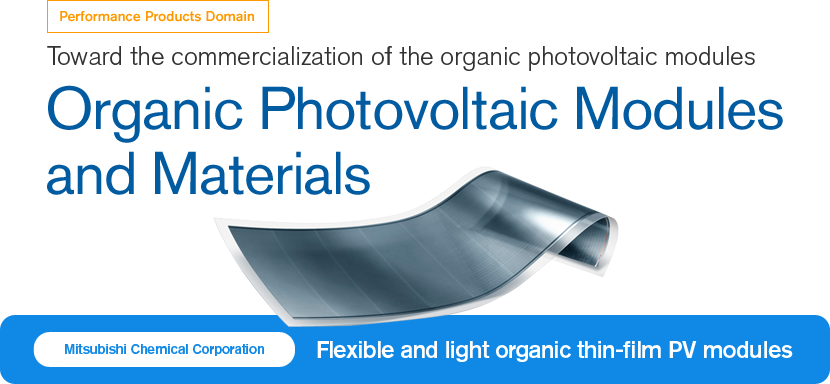 Performance Products Domain
Toward the commercialization of the organic photovoltaic modules
Organic Photovoltaic Modules
and Materials
Mitsubishi Chemical Corporation
Flexible and light organic thin-film PV modules